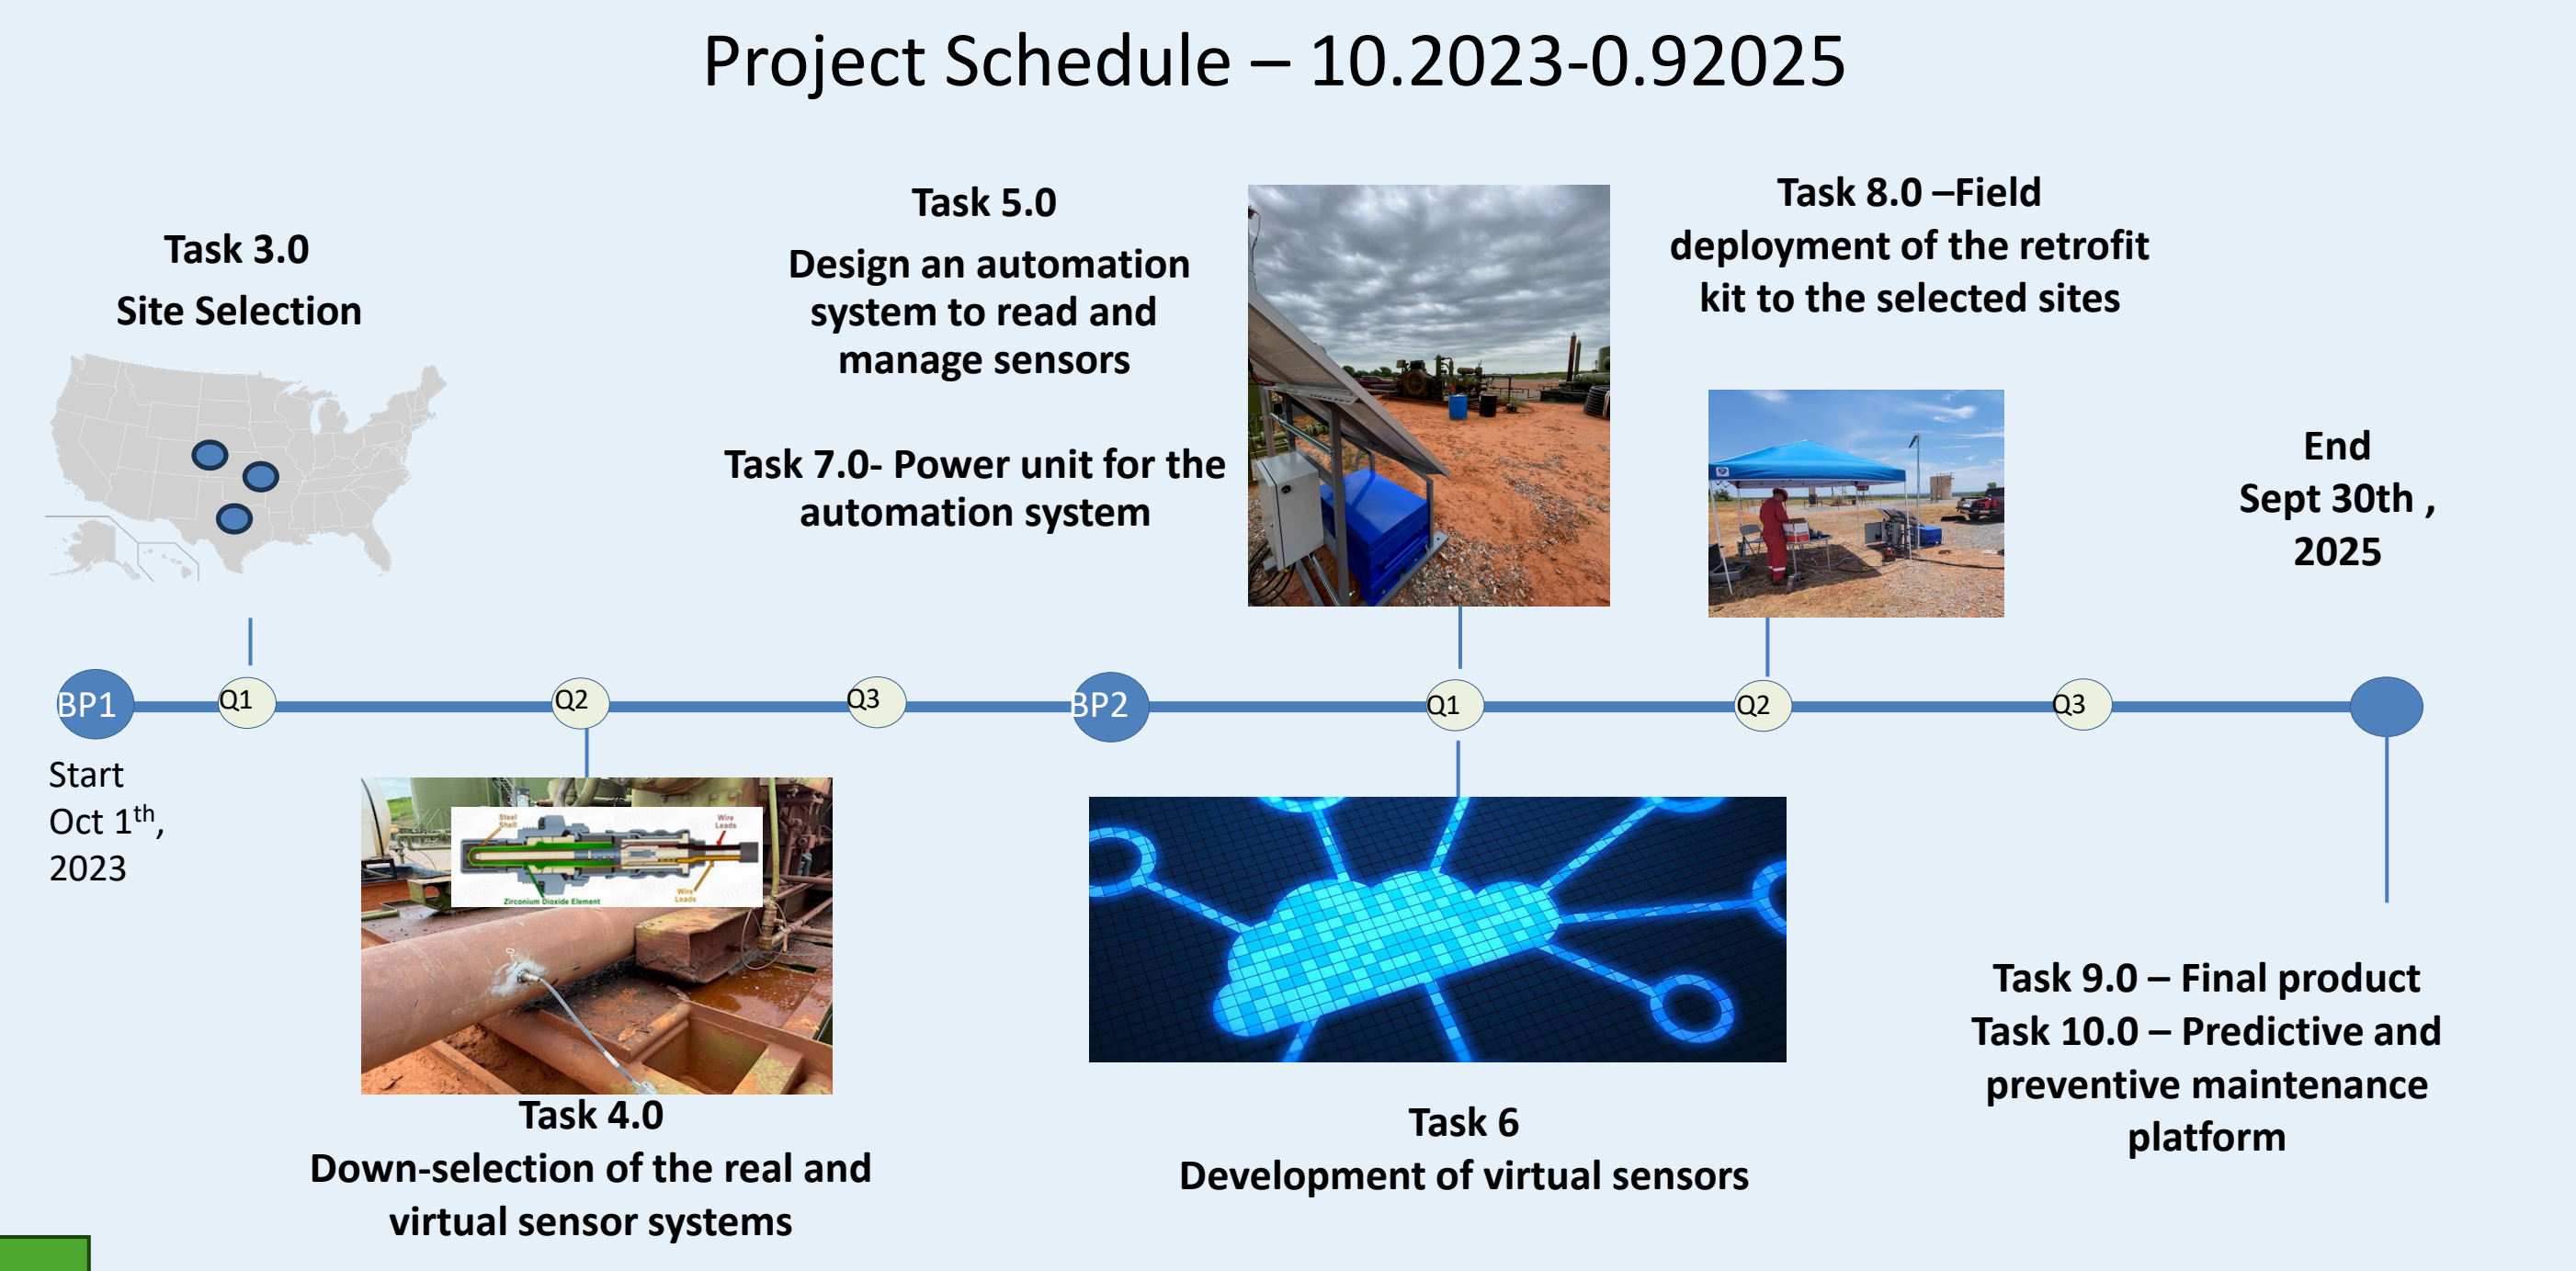 Project Schedule – 10.2023-0.92025
Task 3.0
Site Selection
Task 5.0
Design an automation
system to read and
manage sensors
Task 7.0- Power unit for the
automation system
Task 8.0 –Field
deployment of the retrofit
kit to the selected sites
End
Sept 30th ,
2025
BP1
Q1
Q2
Q3
BP2
Q1
Q2
Q3
Start
Oct 1th,
2023
Steel
Shell
Wire
Leads
Wire
Leads
Zirconium Dioxide Element
Task 4.0
Down-selection of the real and
virtual sensor systems
Task 6
Development of virtual sensors
Task 9.0 – Final product
Task 10.0 – Predictive and
preventive maintenance
platform